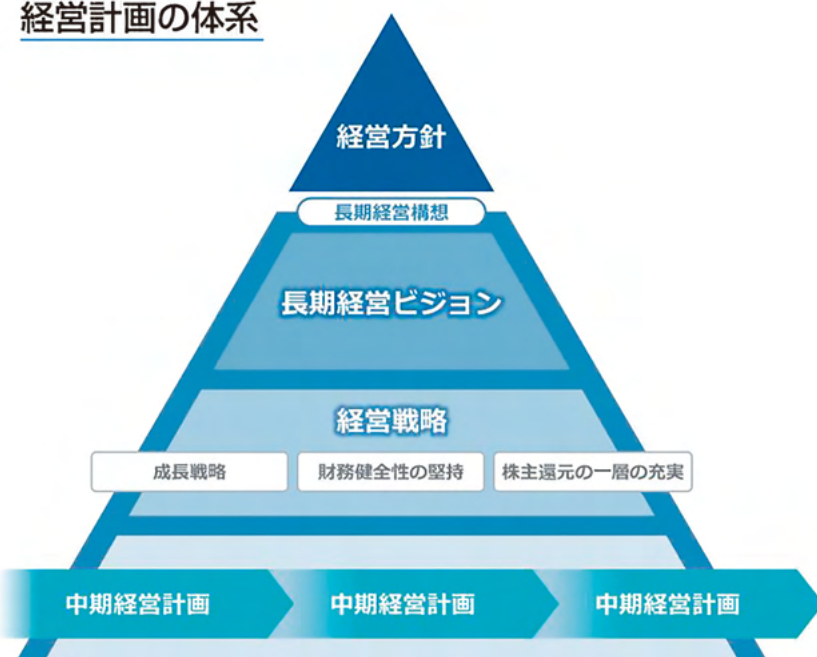 経営計画の体系
経営方針
長期経営構想
長期経営ビジョン
経営戦略
成長戦略
財務健全性の堅持
株主還元の一層の充実
中期経営計画
中期経営計画
中期経営計画